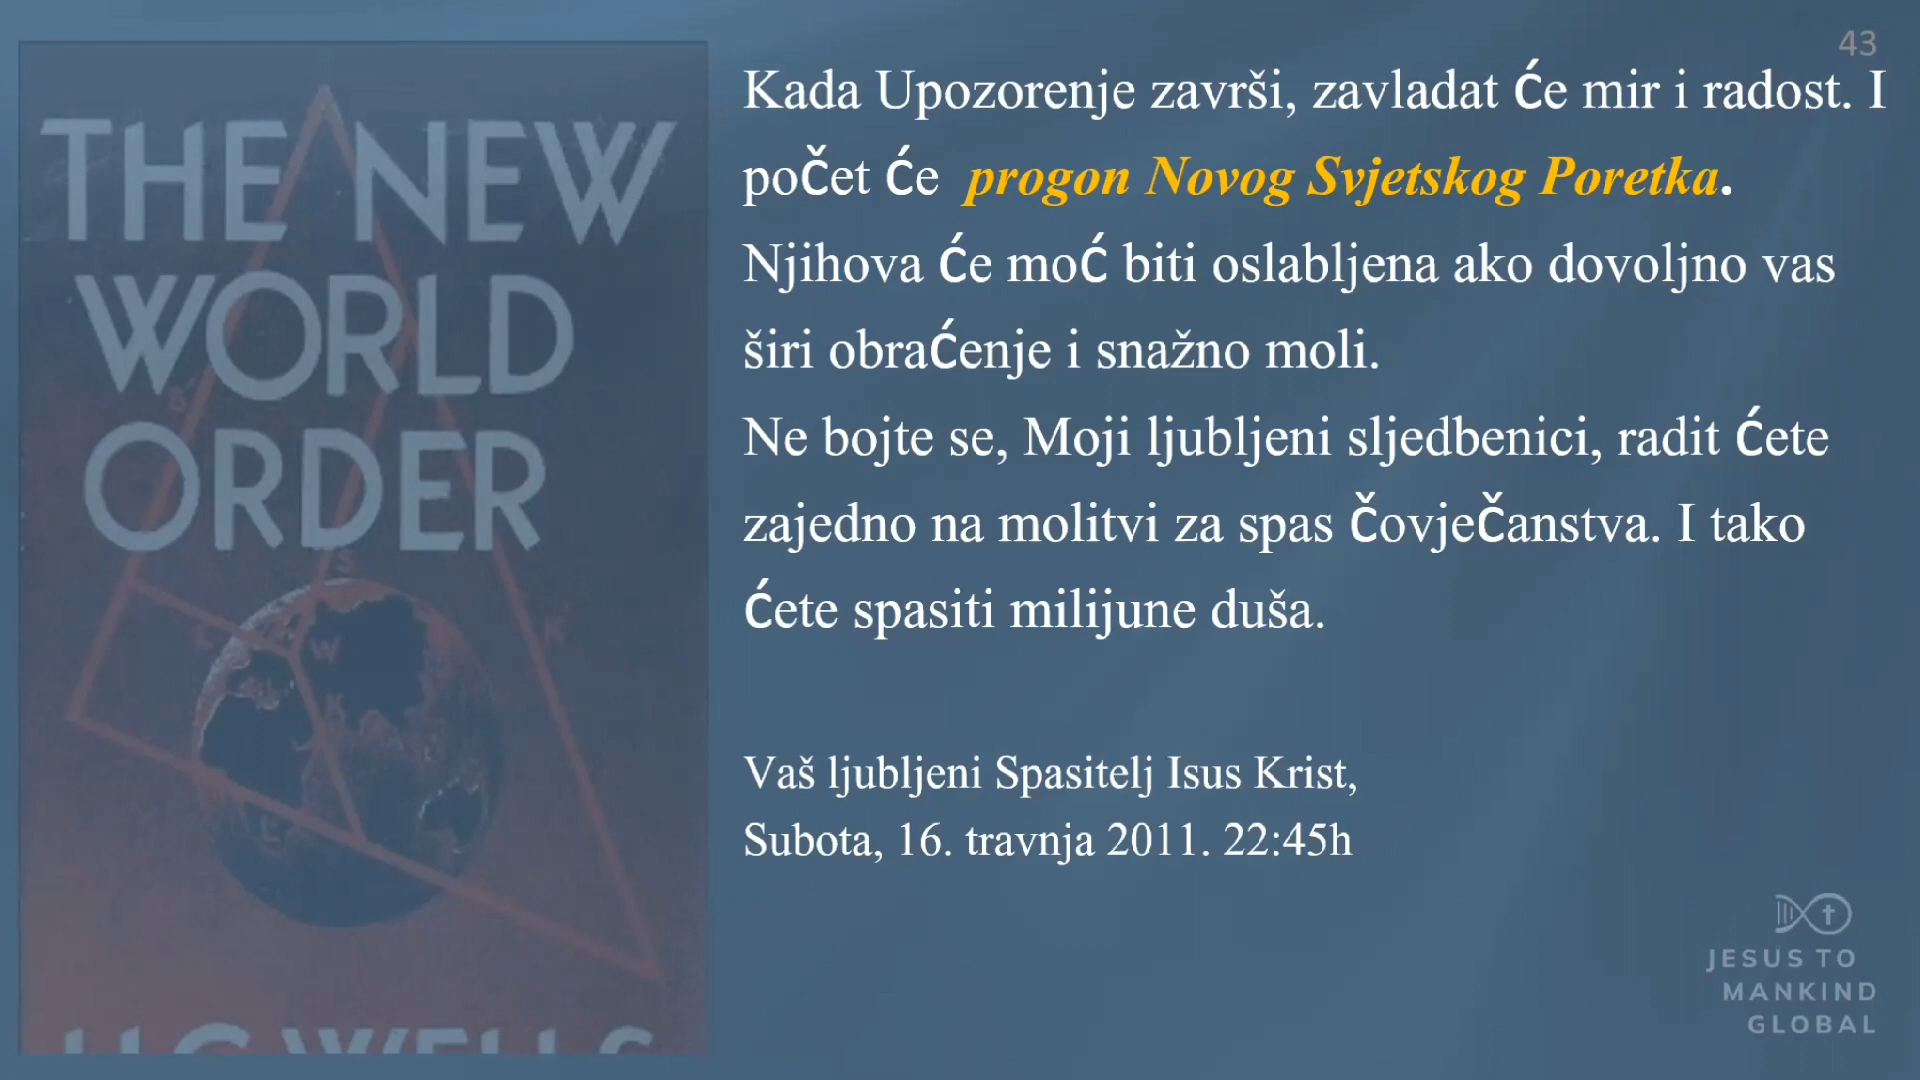 43
THE NEW
WORLD
ORDER
H.G. WELLS
Kada Upozorenje završi, zavladat Će mir i radost. I
poČet Će progon Novog Svjetskog Poretka.
Njihova Će moĆ biti oslabljena ako dovoljno vas
širi obraĆenje i snažno moli.
Ne bojte se, Moji ljubljeni sljedbenici, radit Ćete
zajedno na molitvi za spas ČovjeČanstva. I tako
Ćete spasiti milijune duša.
Vaš ljubljeni Spasitelj Isus Krist,
Subota, 16. travnja 2011. 22:45h
JESUS TO
MANKIND
GLOBAL